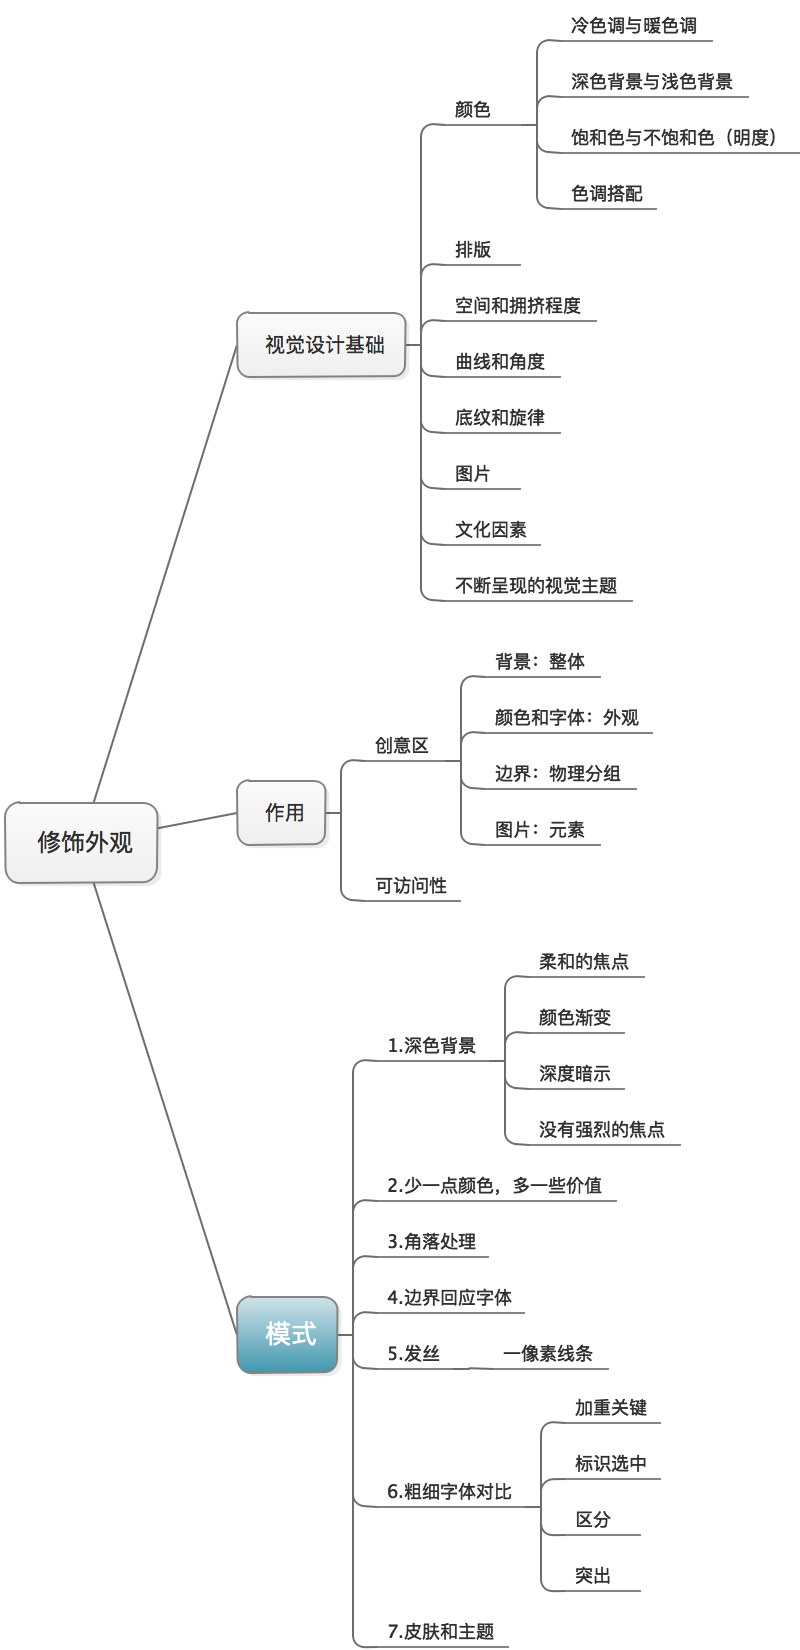 修饰外观
视觉设计基础
颜色
冷色调与暖色调
深色背景与浅色背景
饱和色与不饱和色（明度）
色调搭配
排版
空间和拥挤程度
曲线和角度
底纹和旋律
图片
文化因素
不断呈现的视觉主题
作用
创意区
背景：整体
颜色和字体：外观
边界：物理分组
图片：元素
可访问性
模式
1.深色背景
柔和的焦点
颜色渐变
深度暗示
没有强烈的焦点
2.少一点颜色，多一些价值
3.角落处理
4.边界回应字体
5.发丝
一像素线条
6.粗细字体对比
加重关键
标识选中
区分
突出
7.皮肤和主题